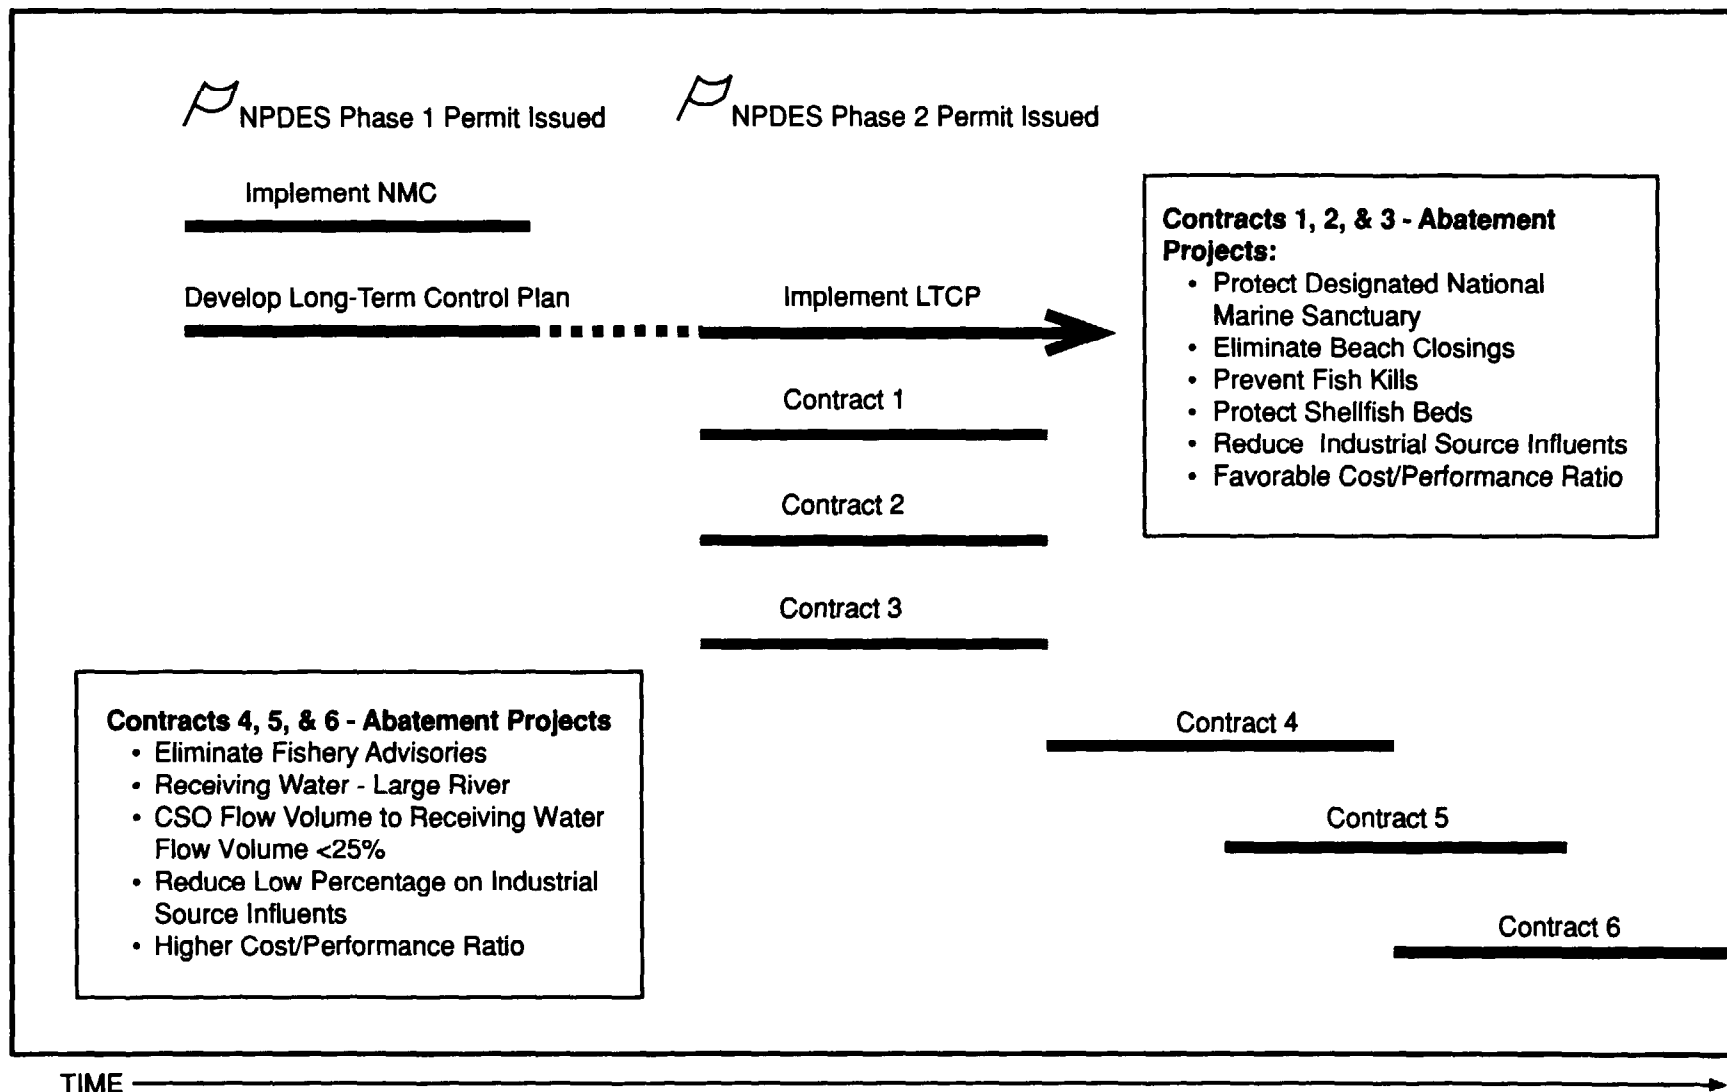 NPDES Phase 1 Permit Issued
NPDES Phase 2 Permit Issued
Implement NMC
Develop Long-Term Control Plan
Implement LTCP
Contract 1
Contract 2
Contract 3
Contracts 1, 2, & 3 - Abatement
Projects:
• Protect Designated National
Marine Sanctuary
• Eliminate Beach Closings
• Prevent Fish Kills
• Protect Shellfish Beds
• Reduce Industrial Source Influents
• Favorable Cost/Performance Ratio
Contracts 4, 5, & 6 - Abatement Projects
• Eliminate Fishery Advisories
• Receiving Water - Large River
• CSO Flow Volume to Receiving Water
Flow Volume <25%
• Reduce Low Percentage on Industrial
Source Influents
• Higher Cost/Performance Ratio
Contract 4
Contract 5
Contract 6
TIME